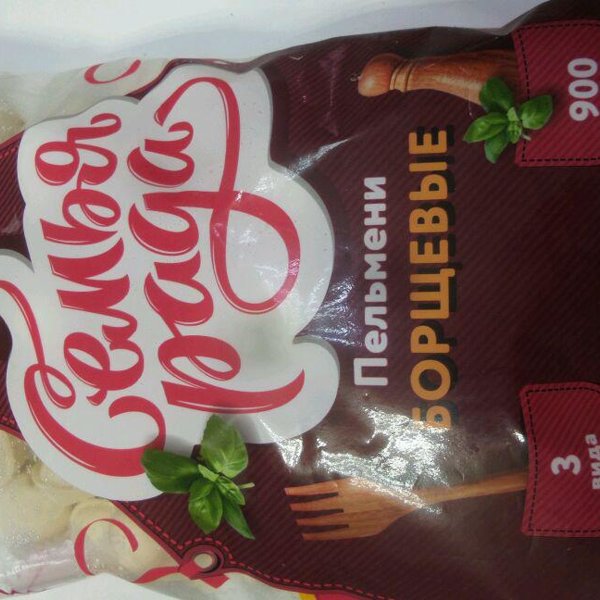 Семья
рада
Пельмени
БОРЩЕВЫЕ
900
3
вида